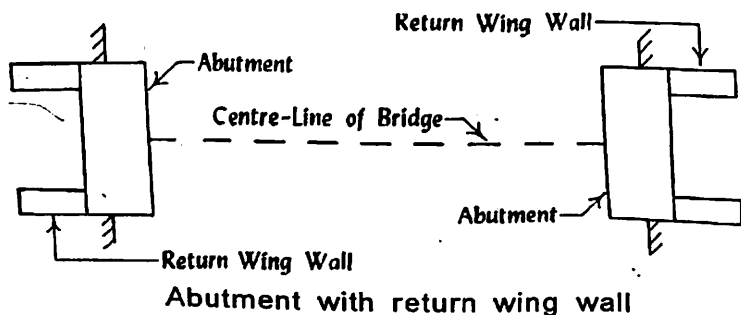 Return Wing Wall
Abutment
Centre-Line of Bridge
Abutment
Return Wing Wall
Abutment with return wing wall